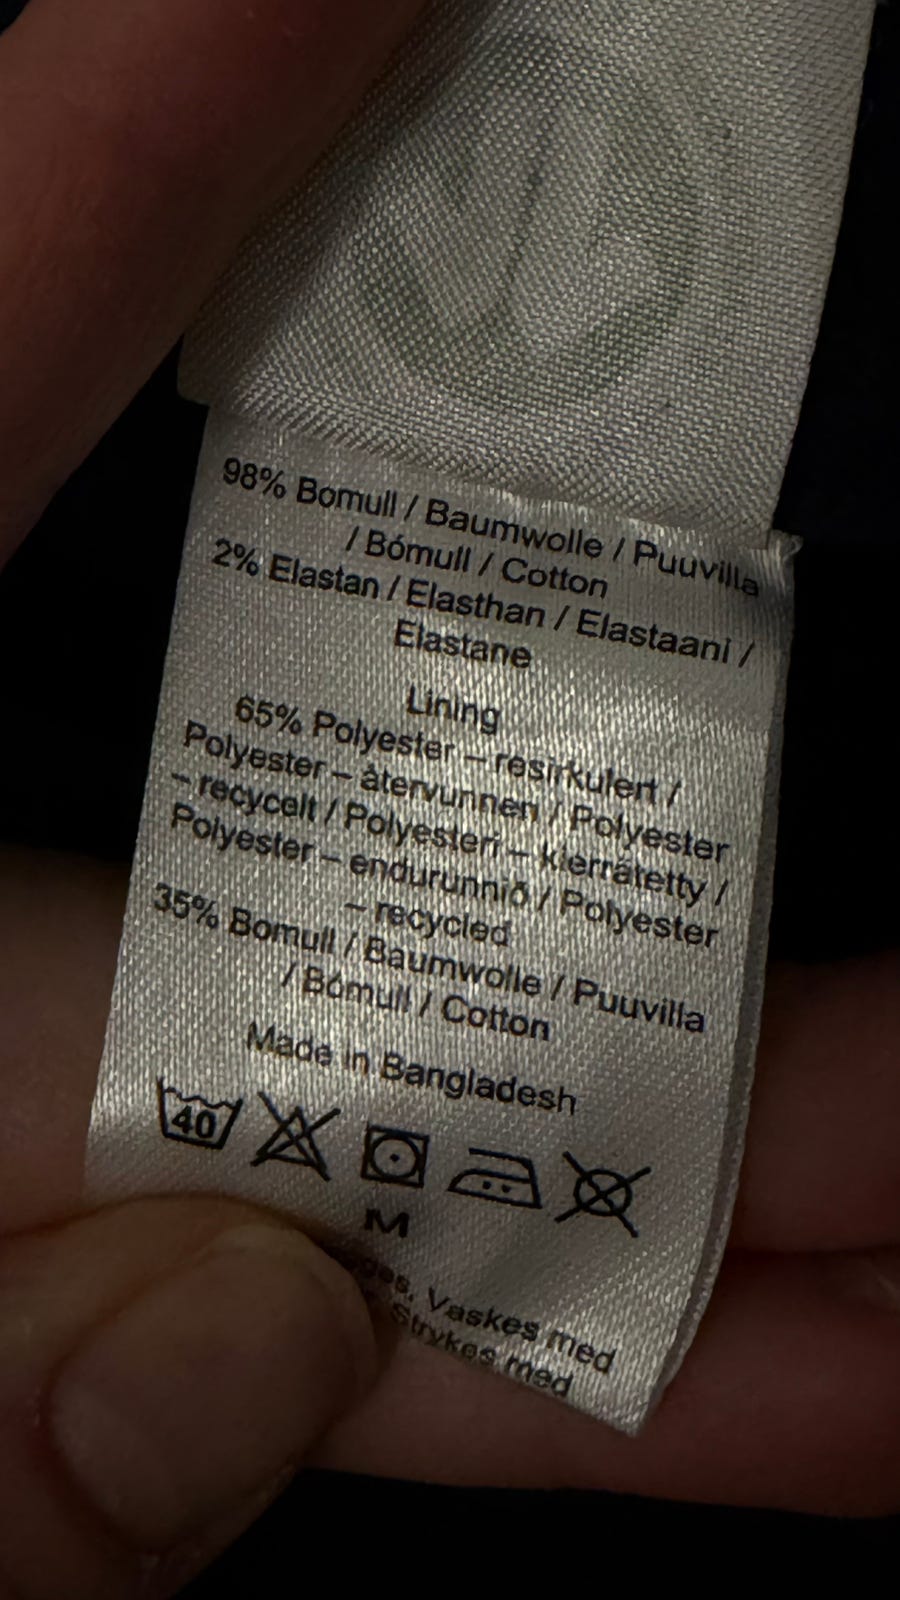 98% Bomull / Baumwolle / Puuvilla
/ Bómull / Cotton
2% Elastan / Elasthan / Elastaani /
Elastane
Lining
65% Polyester – resirkulert /
Polyester – återvunnen / Polyester
– recycelt / Polyesteri – kierrätetty /
Polyester – endurunnið / Polyester
– recycled
35% Bomull / Baumwolle / Puuvilla
/ Bómull / Cotton
Made in Bangladesh
40
M
Vaskes med
Strykes med